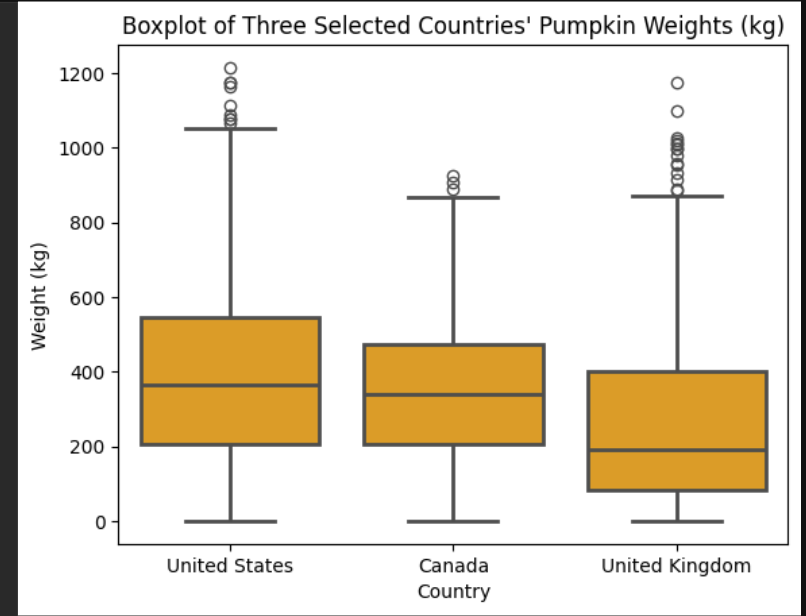 Boxplot of Three Selected Countries' Pumpkin Weights (kg)
1200
1000
800
600
400
200
0
Weight (kg)
United States Canada United Kingdom
Country